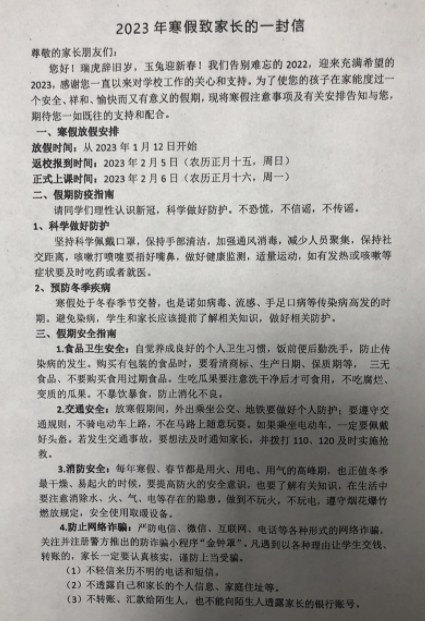 2023 年寒假致家长的一封信
尊敬的家长朋友们：
您好！瑞虎辞旧岁，玉兔迎新春！我们告别难忘的 2022，迎来充满希望的
2023，感谢您一直以来对学校工作的关心和支持。为了使您的孩子在家能度过一
个安全、祥和、愉快而又有意义的假期，现将寒假注意事项及有关安排告知与您，
期待您一如既往的支持和配合。
一、寒假放假安排
放假时间：从 2023 年 1 月 12 日开始
返校报到时间：2023 年 2 月 5 日（农历正月十五，周日）
正式上课时间：2023 年 2 月 6 日（农历正月十六，周一）
二、假期防疫指南
请同学们理性认识新冠，科学做好防护。不恐慌，不信谣，不传谣。
1、科学做好防护
坚持科学佩戴口罩，保持手部清洁，加强通风消毒，减少人员聚集，保持社
交距离，咳嗽打喷嚏要捂好嘴鼻，做好健康监测，适量运动，如有发热或咳嗽等
症状要及时吃药或者就医。
2、预防冬季疾病
寒假处于冬春季节交替，也是诺如病毒、流感、手足口病等传染病高发的时
期。避免染病，学生和家长应该提前了解相关知识，做好相关防护。
三、假期安全指南
1.食品卫生安全：自觉养成良好的个人卫生习惯，饭前便后勤洗手，防止传
染病的发生。购买有包装的食品时，要看清商标、生产日期、保质期等， 三无
食品、不要购买食用过期食品。生吃瓜果要注意洗干净后才可食用，不吃腐烂、
变质的瓜果。不暴饮暴食，防止消化不良。
2.交通安全：放寒假期间，外出乘坐公交、地铁要做好个人防护；要遵守交
通规则，不骑电动车上路，不在马路上随意玩耍。如果乘坐电动车，一定要佩戴
好头盔。若发生交通事故，要想法及时通知家长，并拨打 110、120 及时实施抢
救。
3.消防安全：每年寒假、春节都是用火、用电、用气的高峰期，也正值冬季
最干燥、易起火的时候，要提高防火的安全意识，也要了解有关知识，在生活中
要注意消除水、火、气、电等存在的隐患。做到不玩火，不玩电，遵守烟花爆竹
燃放规定，安全使用取暖设备。
4.防止网络诈骗：严防电信、微信、互联网、电话等各种形式的网络诈骗，
关注并注册警方推出的防诈骗小程序“金钟罩”。凡遇到以各种理由让学生交钱、
转账的，家长一定要认真核实，谨防上当受骗。
（1）不轻信来历不明的电话和短信。
（2）不透露自己和家长的个人信息、家庭住址等。
（3）不转账、汇款给陌生人，也不能向陌生人透露家长的银行账号。